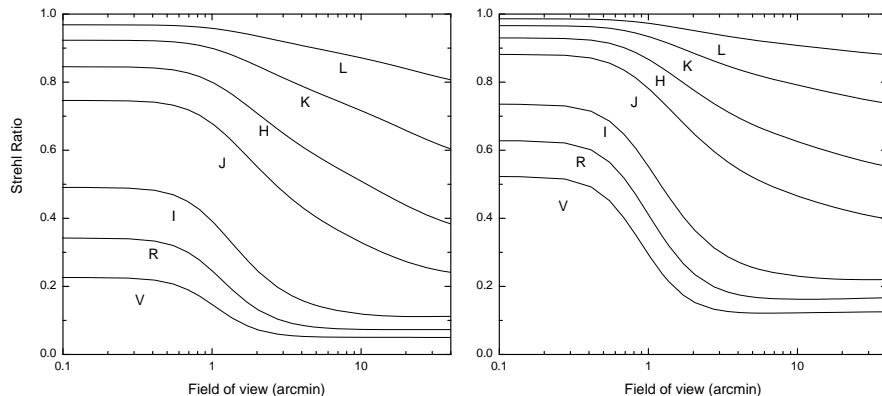 Strehl Ratio
1.0
0.8
0.6
0.4
0.2
0.0
L
K
H
J
I
R
V
0.1 1 10
Field of view (arcmin)
1.0
0.8
0.6
0.4
0.2
0.0
L
K
H
J
I
R
V
0.1 1 10
Field of view (arcmin)